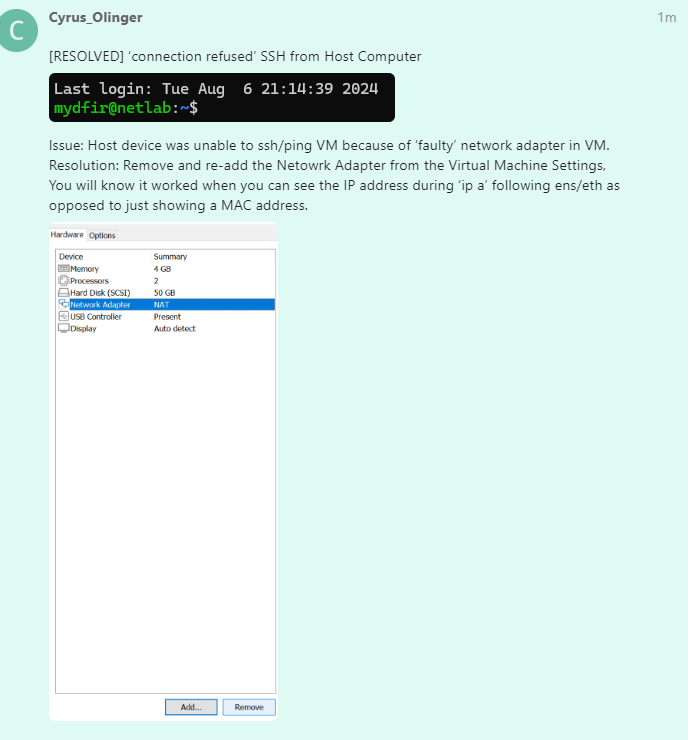 C
Cyrus_Olinger
1m
[RESOLVED] ‘connection refused’ SSH from Host Computer
Last login: Tue Aug  6 21:14:39 2024
mydfir@netlab:~$
Issue: Host device was unable to ssh/ping VM because of ‘faulty’ network adapter in VM.
Resolution: Remove and re-add the Netowrk Adapter from the Virtual Machine Settings,
You will know it worked when you can see the IP address during ‘ip a’ following ens/eth as
opposed to just showing a MAC address.
Hardware Options
Device Summary
Memory 4 GB
Processors 2
Hard Disk (SCSI) 50 GB
Network Adapter NAT
USB Controller Present
Display Auto detect
Add... Remove